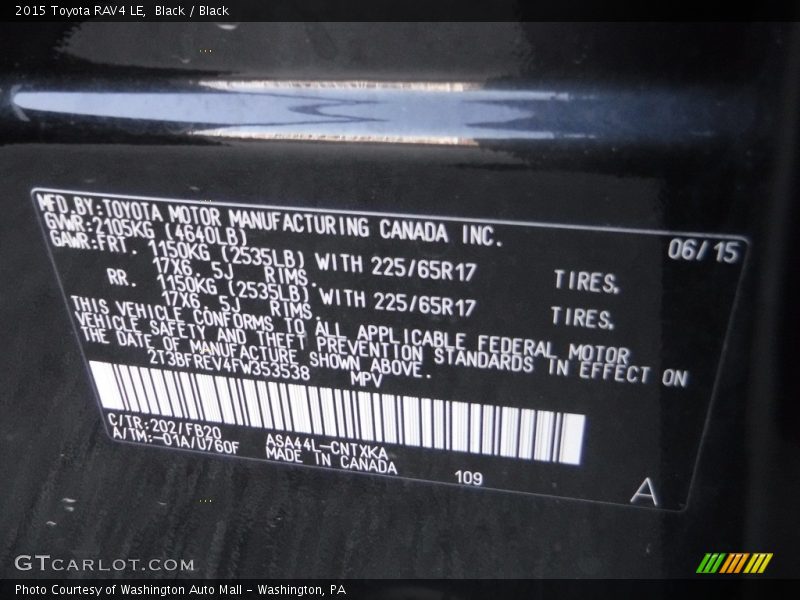 2015 Toyota RAV4 LE,  Black / Black
MFD.BY:TOYOTA MOTOR MANUFACTURING CANADA INC.
GVWR:2105KG (4640LB) 06/15
GAWR:FRT. 1150KG (2535LB) WITH 225/65R17 TIRES.
17X6.5J RIMS.
RR. 1150KG (2535LB) WITH 225/65R17 TIRES.
17X6.5J RIMS.
THIS VEHICLE CONFORMS TO ALL APPLICABLE FEDERAL MOTOR
VEHICLE SAFETY AND THEFT PREVENTION STANDARDS IN EFFECT ON
THE DATE OF MANUFACTURE SHOWN ABOVE.
2T3BFREV4FW353538 MPV
C/TR:202/FB20 ASA44L-CNTXKA
A/TM:-01A/U760F MADE IN CANADA 109 A
GTCARLOT.COM
Photo Courtesy of Washington Auto Mall - Washington, PA